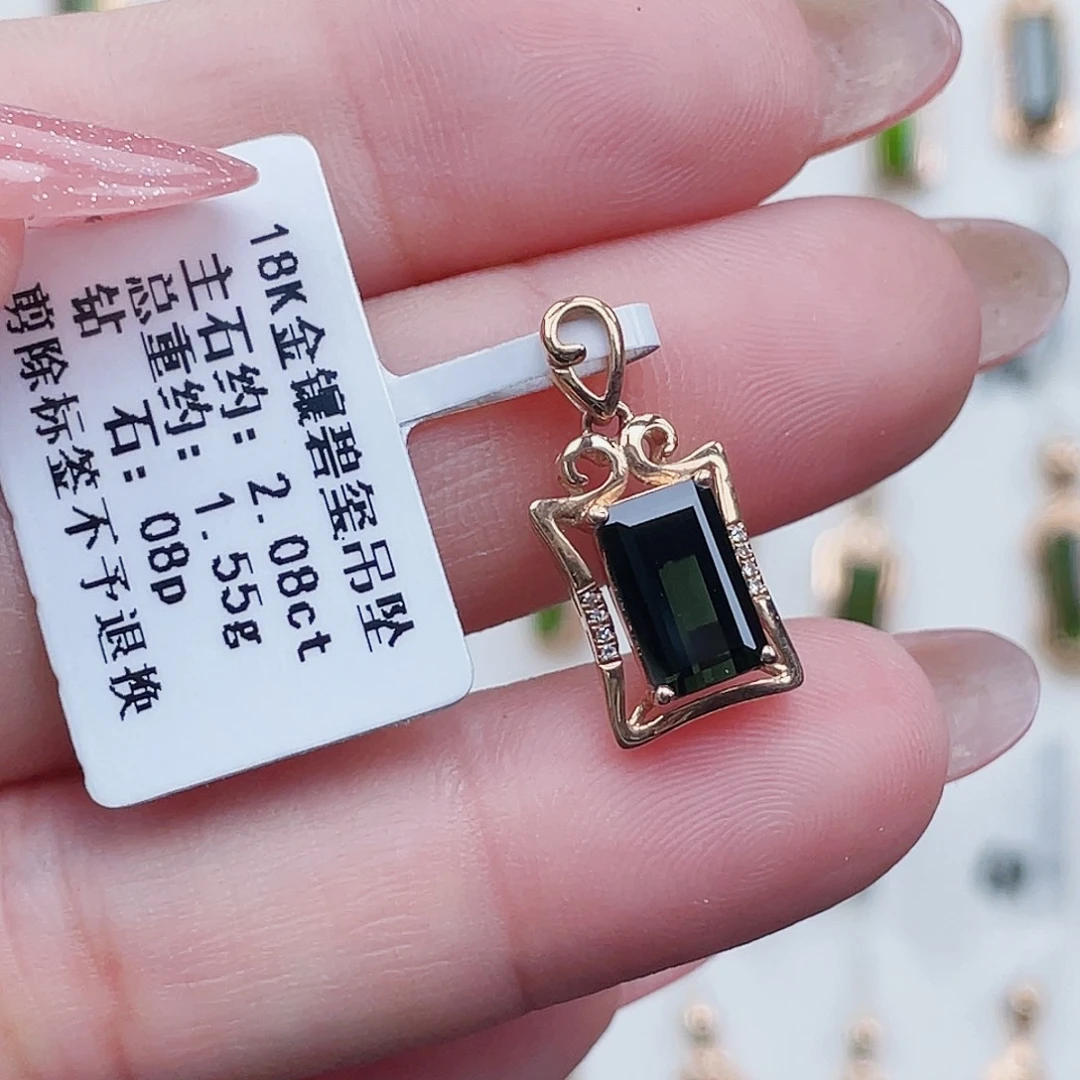 18K金镶碧玺吊坠
主石约: 2.08ct
总重约: 1.55g
钻 石: 08p
剪除标签不予退换